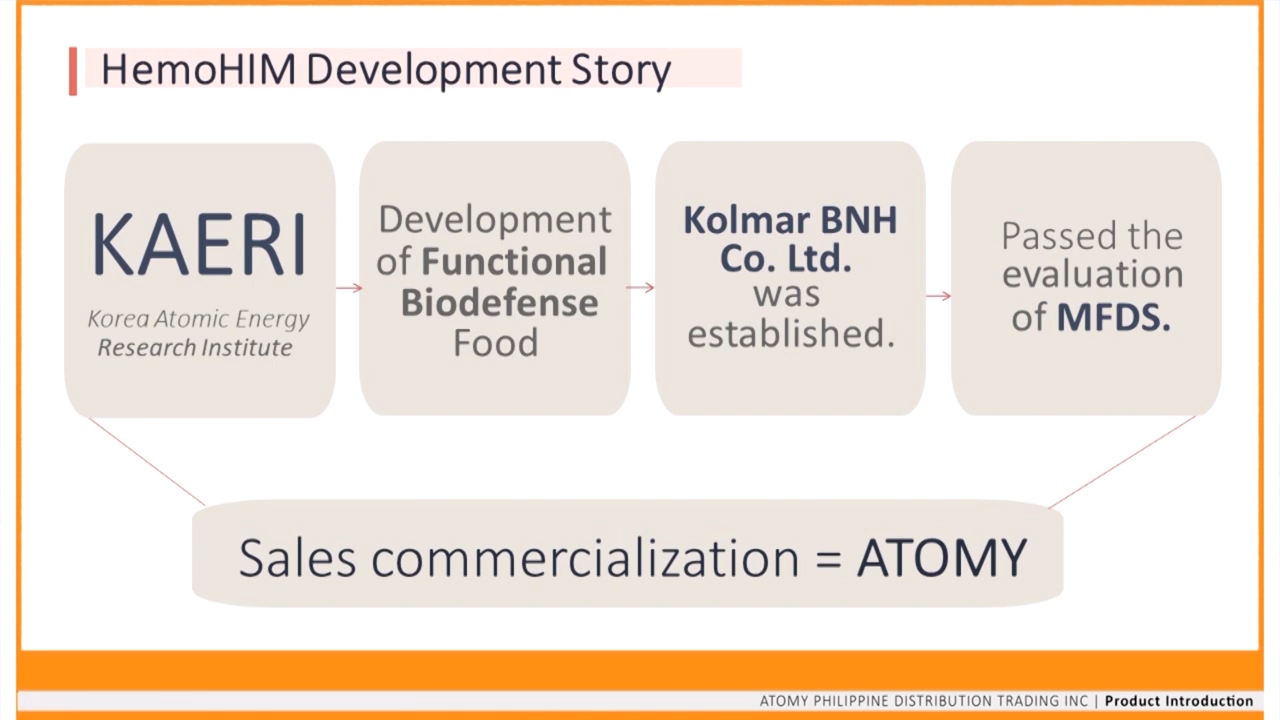 HemoHIM Development Story
KAERI
Korea Atomic Energy
Research Institute
Development
of Functional
Biodefense
Food
Kolmar BNH
Co. Ltd.
was
established.
Passed the
evaluation
of MFDS.
Sales commercialization = ATOMY
ATOMY PHILIPPINE DISTRIBUTION TRADING INC | Product Introduction